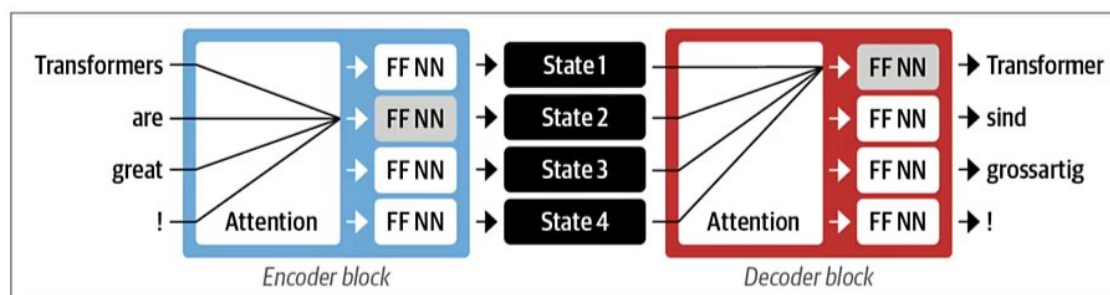 Transformers FF NN State 1 FF NN Transformer
are FF NN State 2 FF NN sind
great FF NN State 3 FF NN grossartig
! Attention FF NN State 4 Attention FF NN !
Encoder block Decoder block